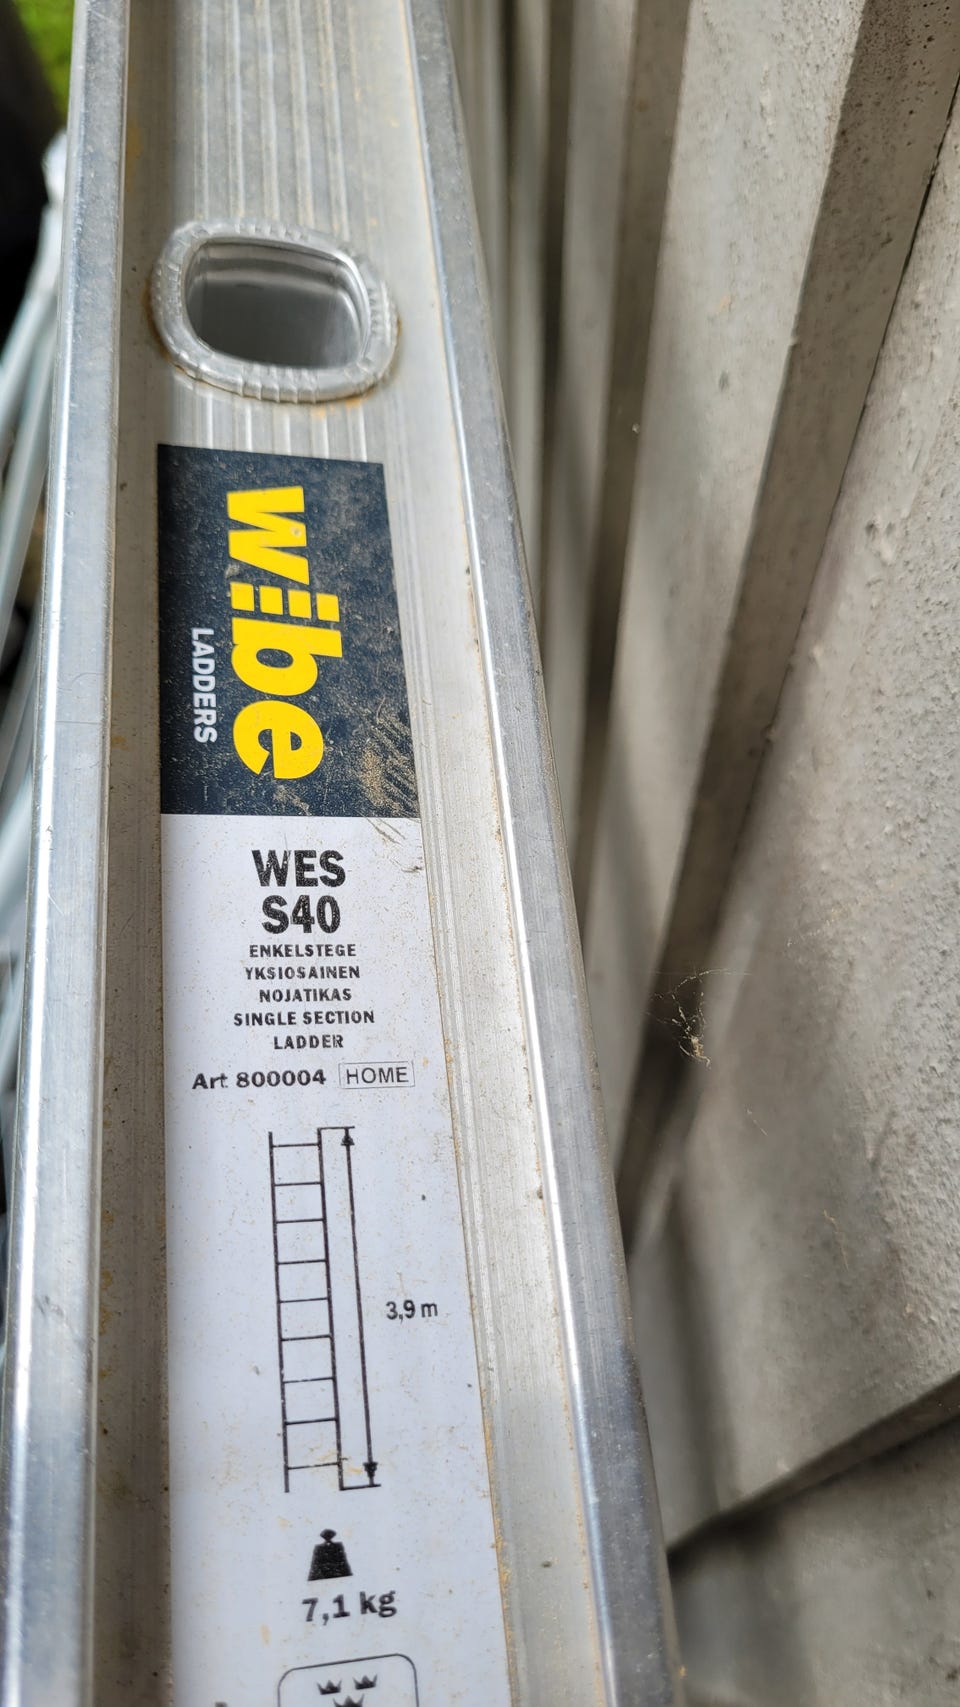 wibe
LADDERS
WES
S40
ENKELSTEGE
YKSIOSAINEN
NOJATIKAS
SINGLE SECTION
LADDER
Art 800004 HOME
3,9 m
7,1 kg